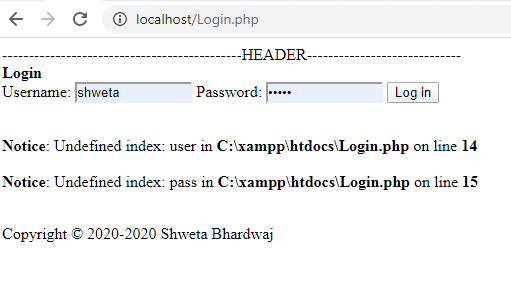 localhost/Login.php
--------------------------------------------HEADER-----------------------------
Login
Username: shweta Password: ••••• Log in
Notice: Undefined index: user in C:\xampp\htdocs\Login.php on line 14
Notice: Undefined index: pass in C:\xampp\htdocs\Login.php on line 15
Copyright © 2020-2020 Shweta Bhardwaj